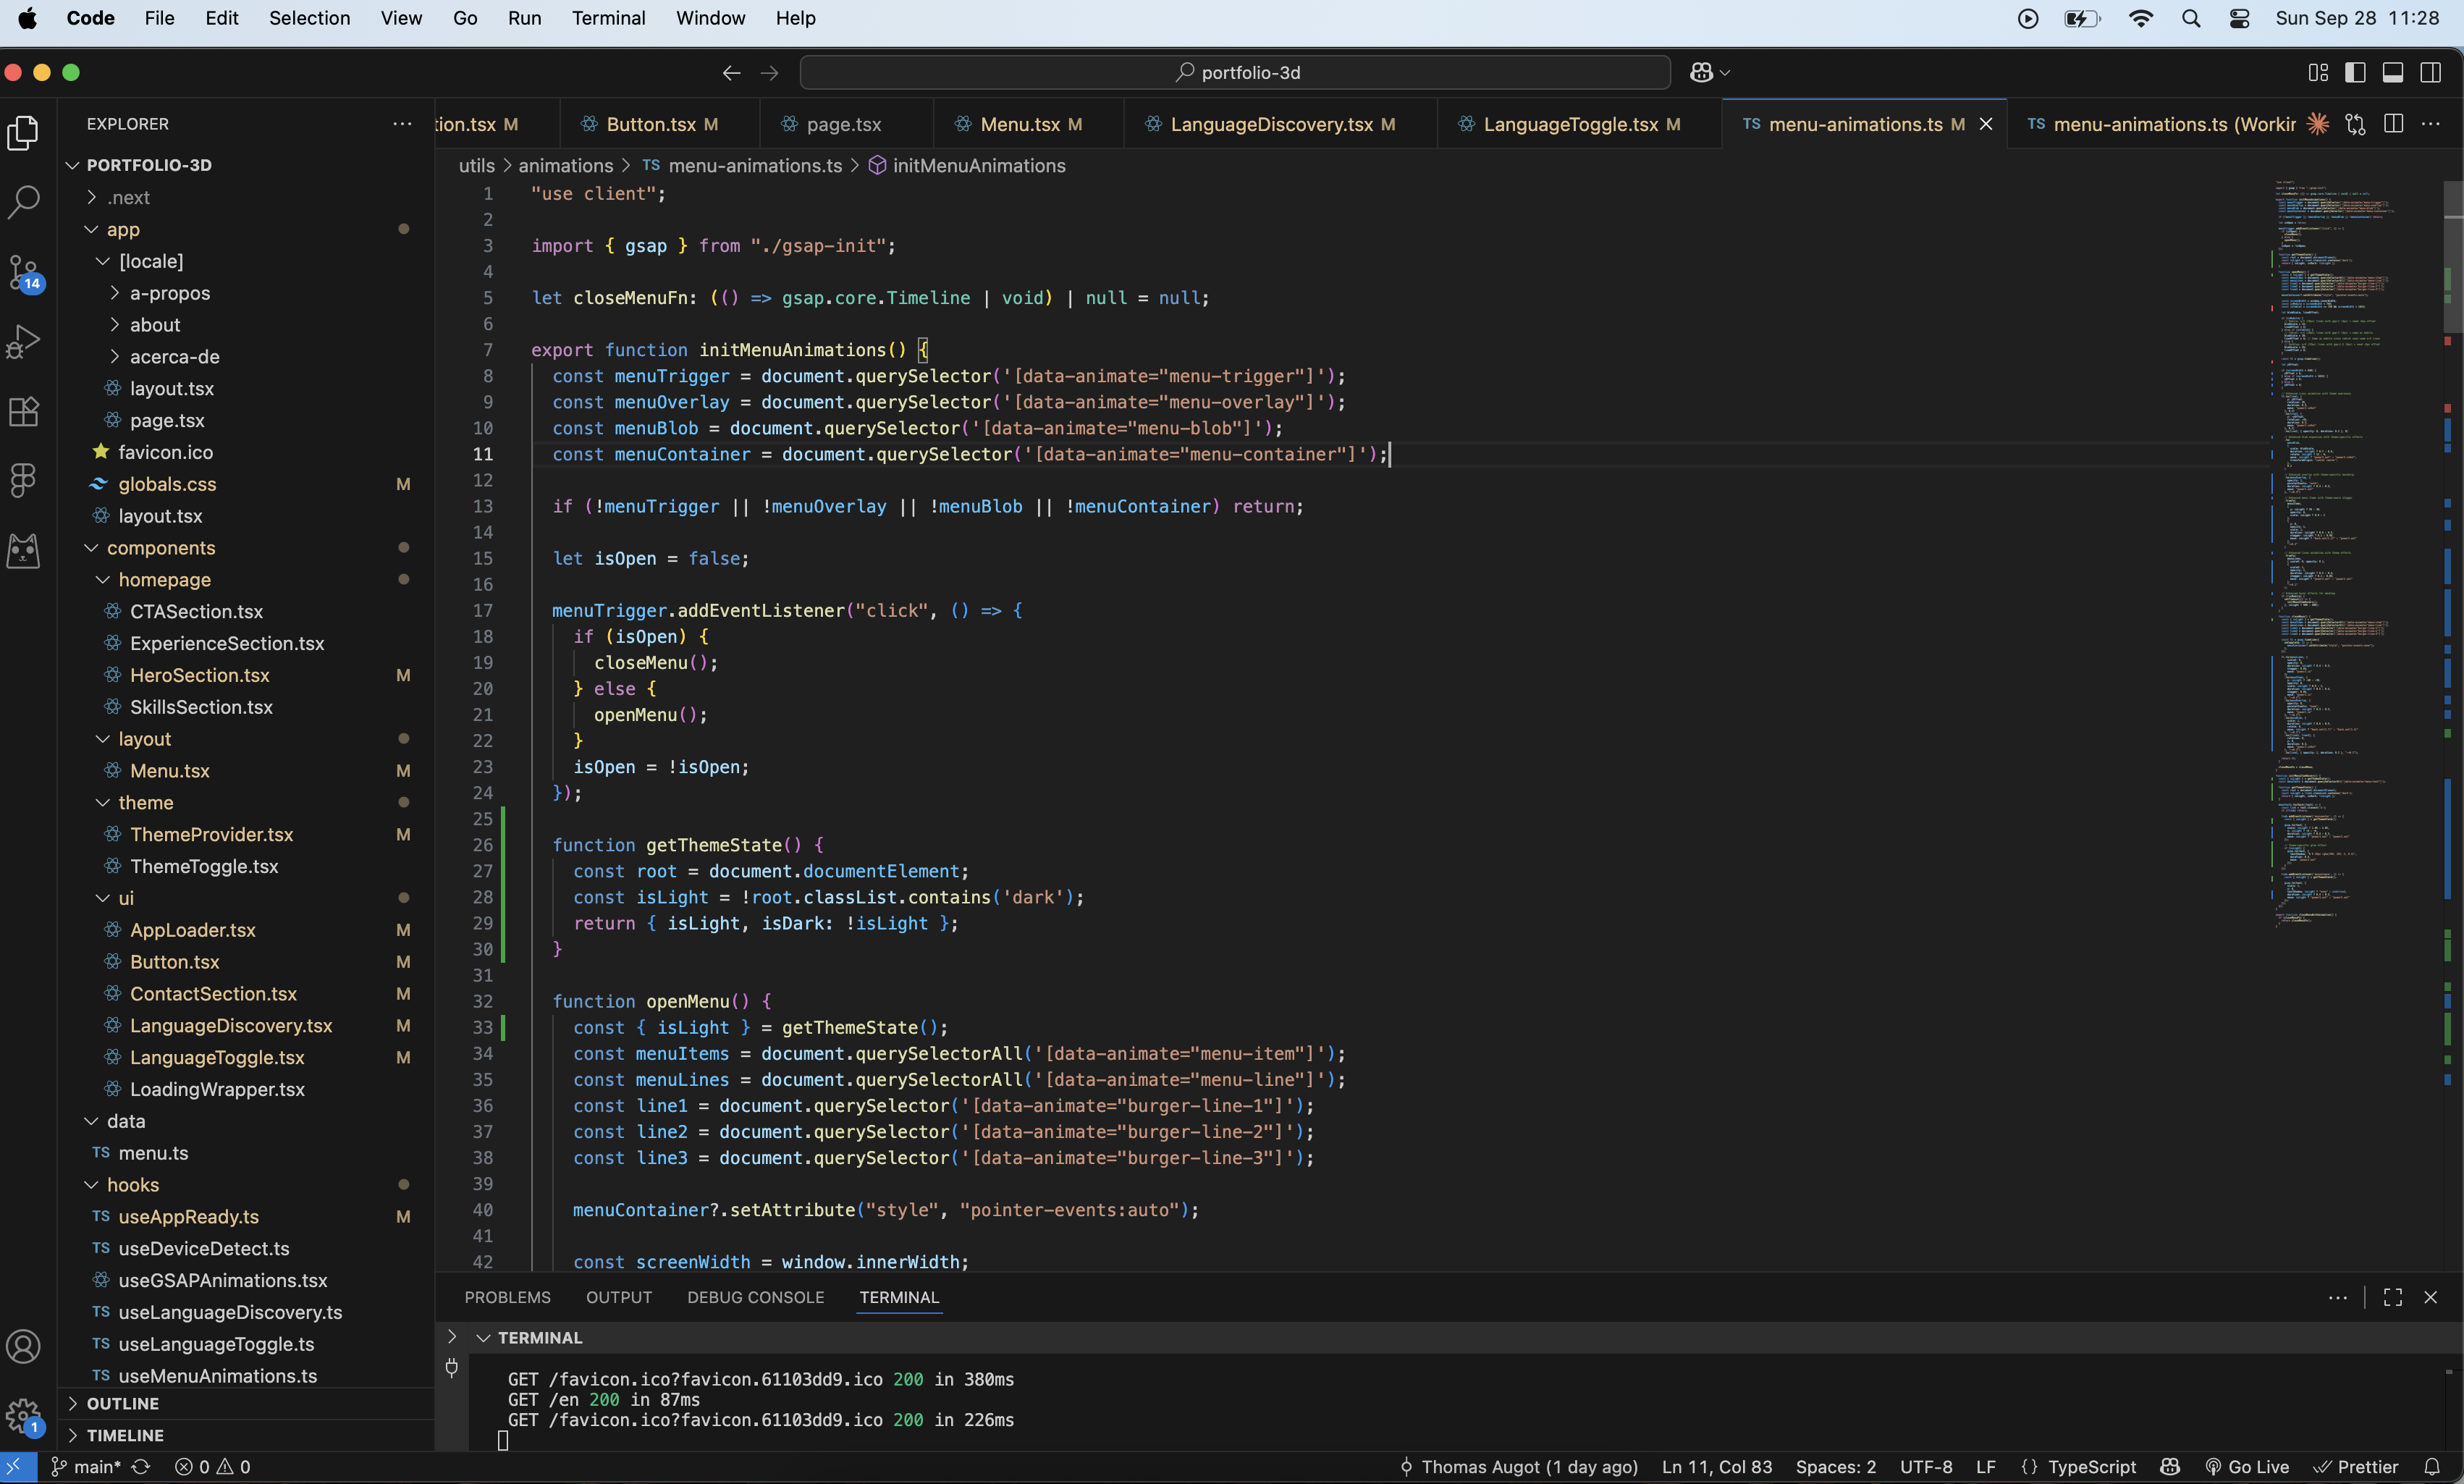 Code File Edit Selection View Go Run Terminal Window Help Sun Sep 28 11:28
portfolio-3d
EXPLORER
PORTFOLIO-3D
.next
app
[locale]
a-propos
about
acerca-de
layout.tsx
page.tsx
favicon.ico
globals.css M
layout.tsx
components
homepage
CTASection.tsx
ExperienceSection.tsx
HeroSection.tsx M
SkillsSection.tsx
layout
Menu.tsx M
theme
ThemeProvider.tsx M
ThemeToggle.tsx
ui
AppLoader.tsx M
Button.tsx M
ContactSection.tsx M
LanguageDiscovery.tsx M
LanguageToggle.tsx M
LoadingWrapper.tsx
data
TS menu.ts
hooks
TS useAppReady.ts M
TS useDeviceDetect.ts
useGSAPAnimations.tsx
TS useLanguageDiscovery.ts
TS useLanguageToggle.ts
TS useMenuAnimations.ts
OUTLINE
TIMELINE
14
1
tion.tsx M Button.tsx M page.tsx Menu.tsx M LanguageDiscovery.tsx M LanguageToggle.tsx M TS menu-animations.ts M TS menu-animations.ts (Workir
utils > animations > TS menu-animations.ts > initMenuAnimations
1 "use client";
2
3 import { gsap } from "./gsap-init";
4
5 let closeMenuFn: (() => gsap.core.Timeline | void) | null = null;
6
7 export function initMenuAnimations() {
8 const menuTrigger = document.querySelector('[data-animate="menu-trigger"]');
9 const menuOverlay = document.querySelector('[data-animate="menu-overlay"]');
10 const menuBlob = document.querySelector('[data-animate="menu-blob"]');
11 const menuContainer = document.querySelector('[data-animate="menu-container"]');
12
13 if (!menuTrigger || !menuOverlay || !menuBlob || !menuContainer) return;
14
15 let isOpen = false;
16
17 menuTrigger.addEventListener("click", () => {
18 if (isOpen) {
19 closeMenu();
20 } else {
21 openMenu();
22 }
23 isOpen = !isOpen;
24 });
25
26 function getThemeState() {
27 const root = document.documentElement;
28 const isLight = !root.classList.contains('dark');
29 return { isLight, isDark: !isLight };
30 }
31
32 function openMenu() {
33 const { isLight } = getThemeState();
34 const menuItems = document.querySelectorAll('[data-animate="menu-item"]');
35 const menuLines = document.querySelectorAll('[data-animate="menu-line"]');
36 const line1 = document.querySelector('[data-animate="burger-line-1"]');
37 const line2 = document.querySelector('[data-animate="burger-line-2"]');
38 const line3 = document.querySelector('[data-animate="burger-line-3"]');
39
40 menuContainer?.setAttribute("style", "pointer-events:auto");
41
42 const screenWidth = window.innerWidth;
PROBLEMS OUTPUT DEBUG CONSOLE TERMINAL
TERMINAL
GET /favicon.ico?favicon.61103dd9.ico 200 in 380ms
GET /en 200 in 87ms
GET /favicon.ico?favicon.61103dd9.ico 200 in 226ms
main* 0 0 Thomas Augot (1 day ago) Ln 11, Col 83 Spaces: 2 UTF-8 LF {} TypeScript Go Live Prettier